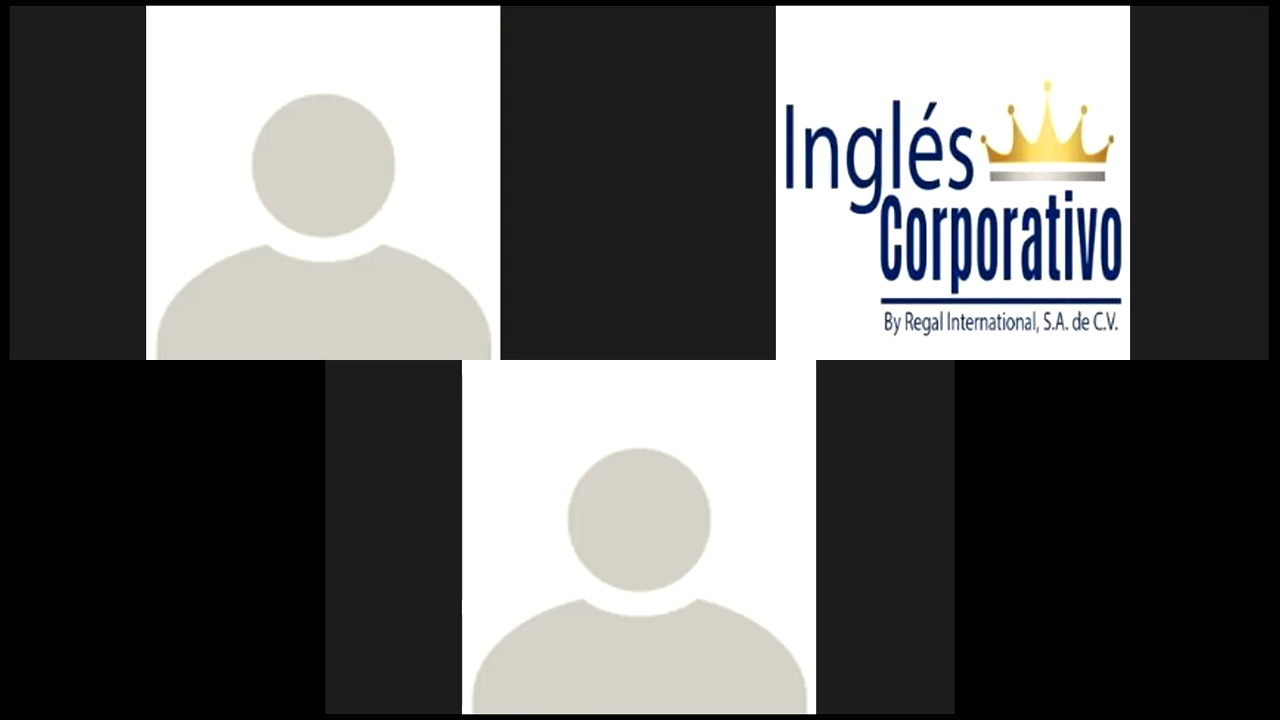 Inglés
Corporativo
By Regal International, S.A. de C.V.